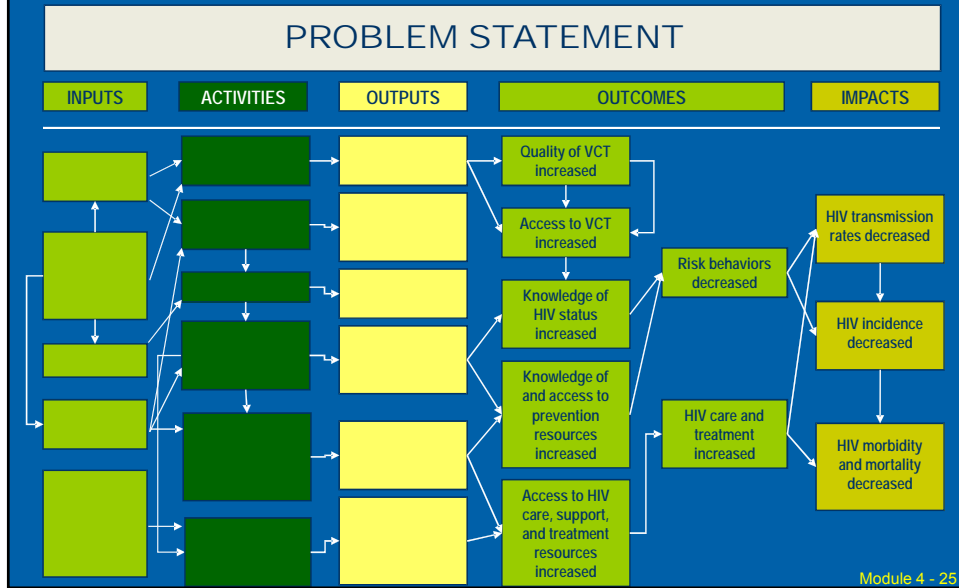 PROBLEM STATEMENT
INPUTS
ACTIVITIES
OUTPUTS
OUTCOMES
IMPACTS
Quality of VCT
increased
Access to VCT
increased
Knowledge of
HIV status
increased
Knowledge of
and access to
prevention
resources
increased
Access to HIV
care, support,
and treatment
resources
increased
Risk behaviors
decreased
HIV care and
treatment
increased
HIV transmission
rates decreased
HIV incidence
decreased
HIV morbidity
and mortality
decreased
Module 4 - 25